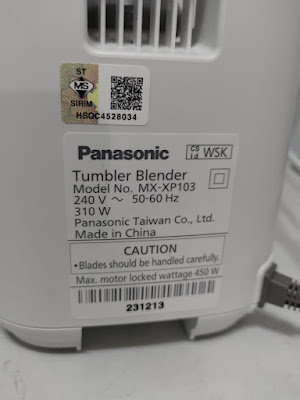 ST
MS
SIRIM
HSQC4528034
Panasonic
CS
1d WSK
Tumbler Blender
Model No. MX-XP103
240 V ~ 50-60 Hz
310 W
Panasonic Taiwan Co., Ltd.
Made in China
CAUTION
•Blades should be handled carefully.
Max. motor locked wattage 450 W
231213